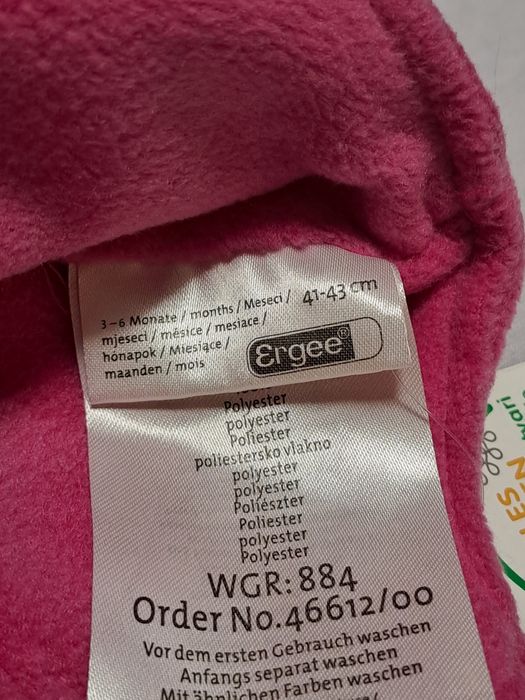 3–6 Monate / months / Meseci / 41-43 cm
mjeseci / měsice / mesiace /
hónapok / Miesiące /
maanden / mois
Ergee®
Polyester
polyester
Poliester
poliestersko vlakno
polyester
polyester
Poliészter
Poliester
polyester
Polyester
WGR: 884
Order No.46612/00
Vor dem ersten Gebrauch waschen
Anfangs separat waschen
Mit ähnlichen Farben waschen